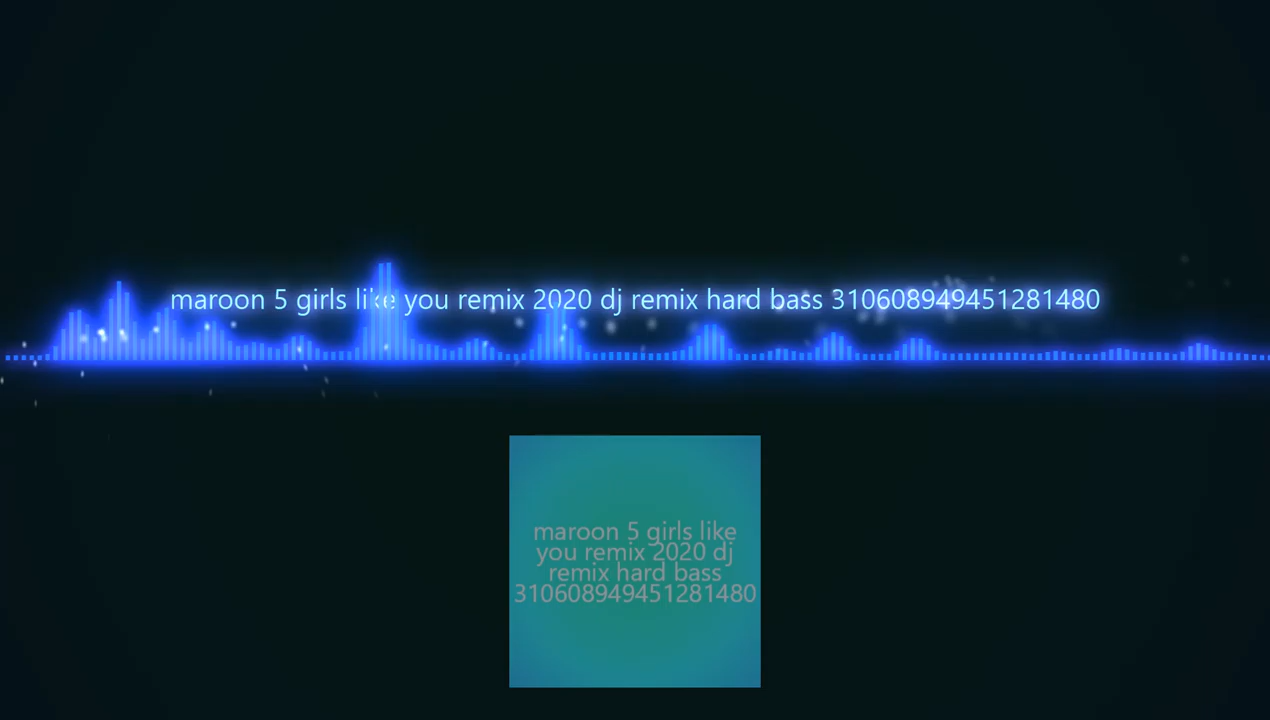 maroon 5 girls like you remix 2020 dj remix hard bass 310608949451281480
maroon 5 girls like
you remix 2020 dj
remix hard bass
310608949451281480